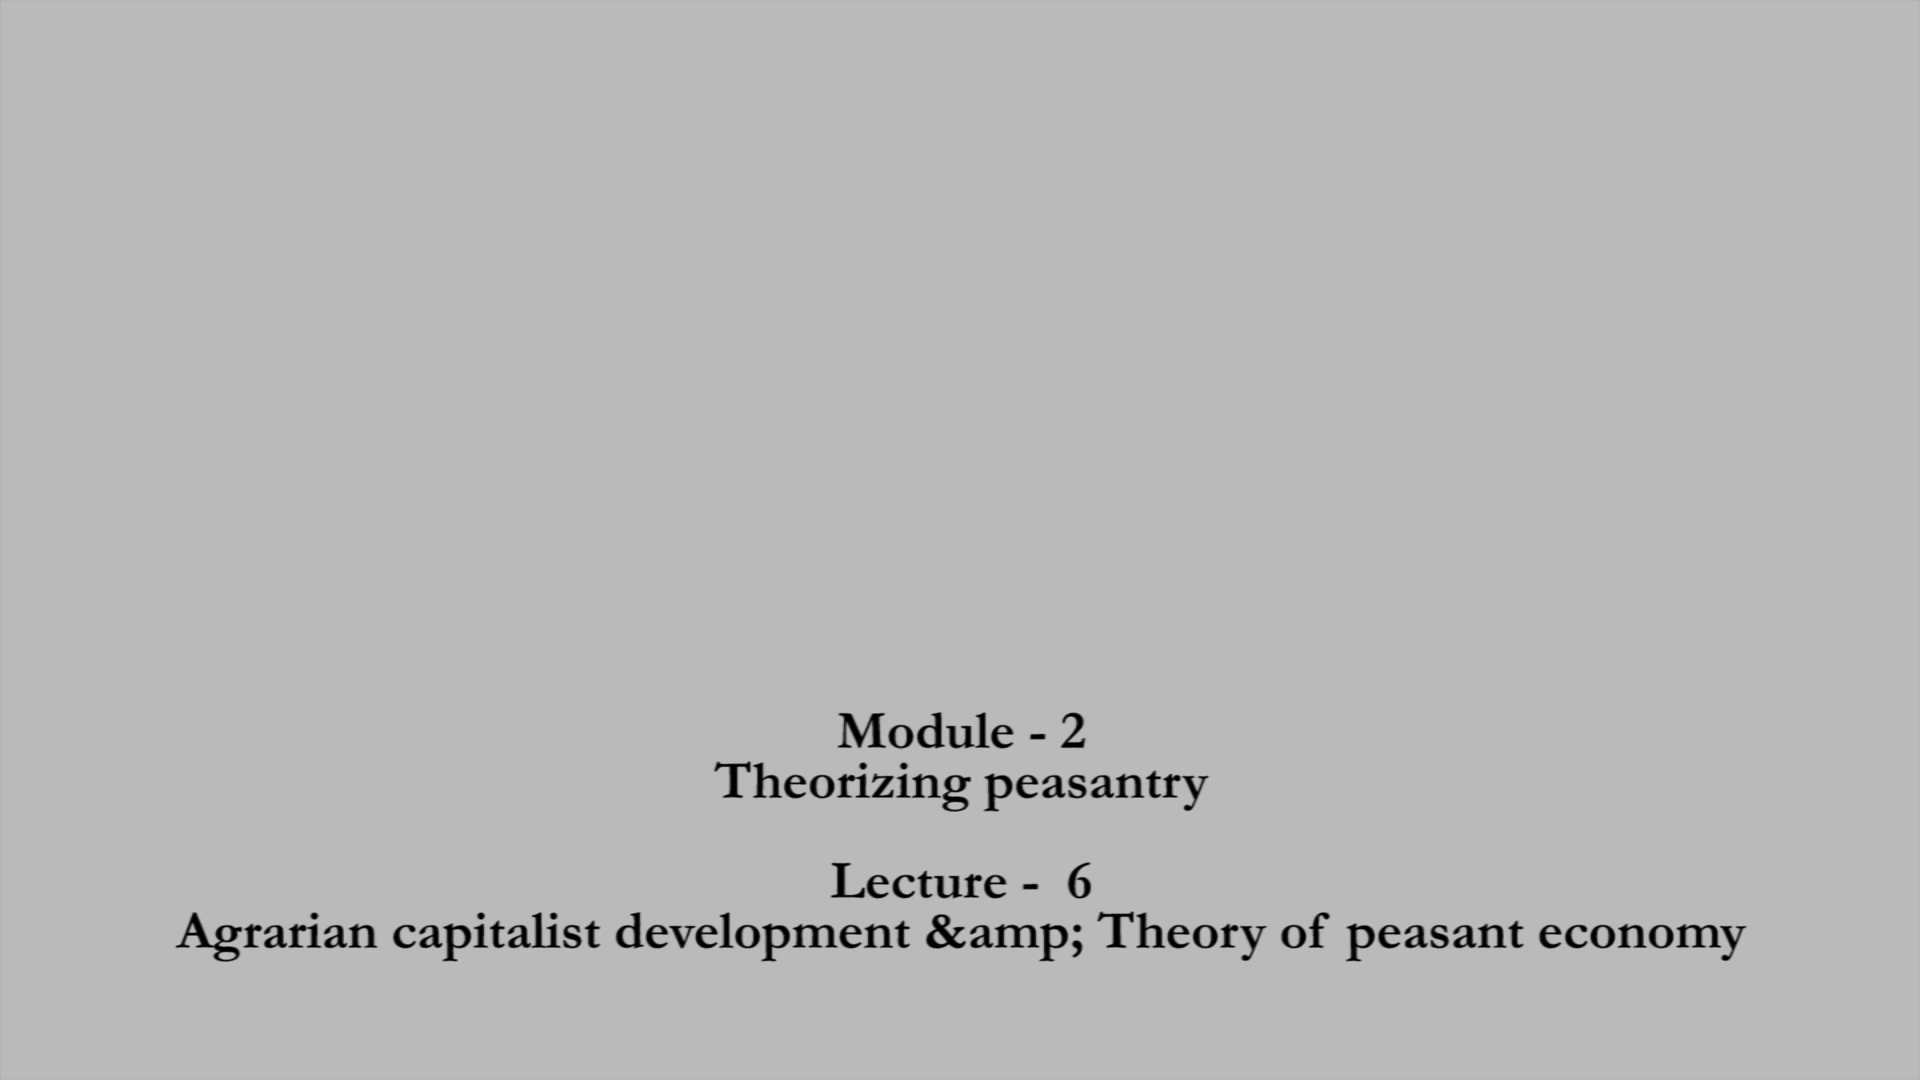 Module - 2
Theorizing peasantry
Lecture -  6
Agrarian capitalist development &amp; Theory of peasant economy